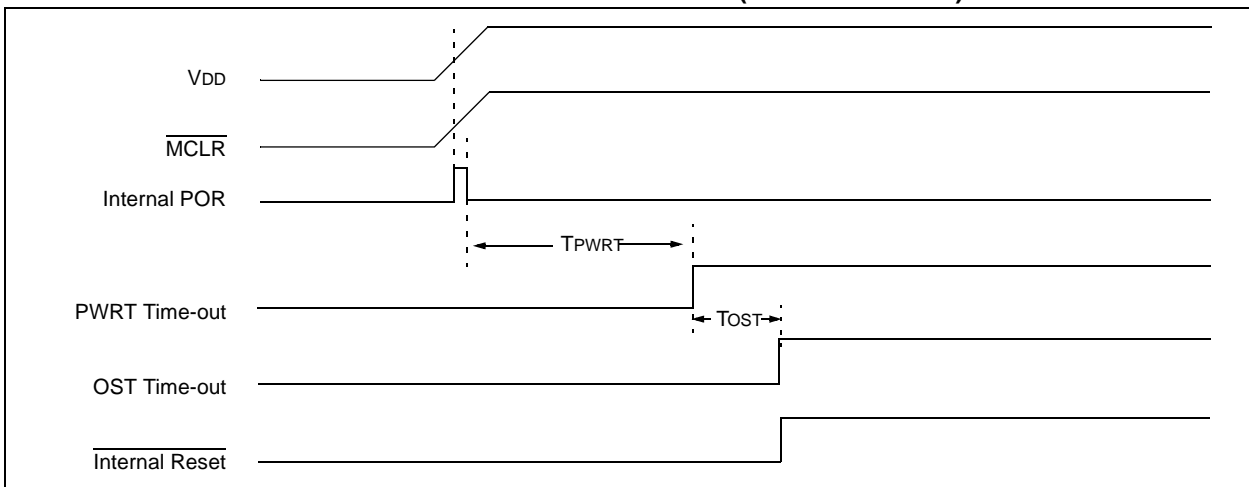 VDD
MCLR
Internal POR
TPWRT
PWRT Time-out
TOST
OST Time-out
Internal Reset